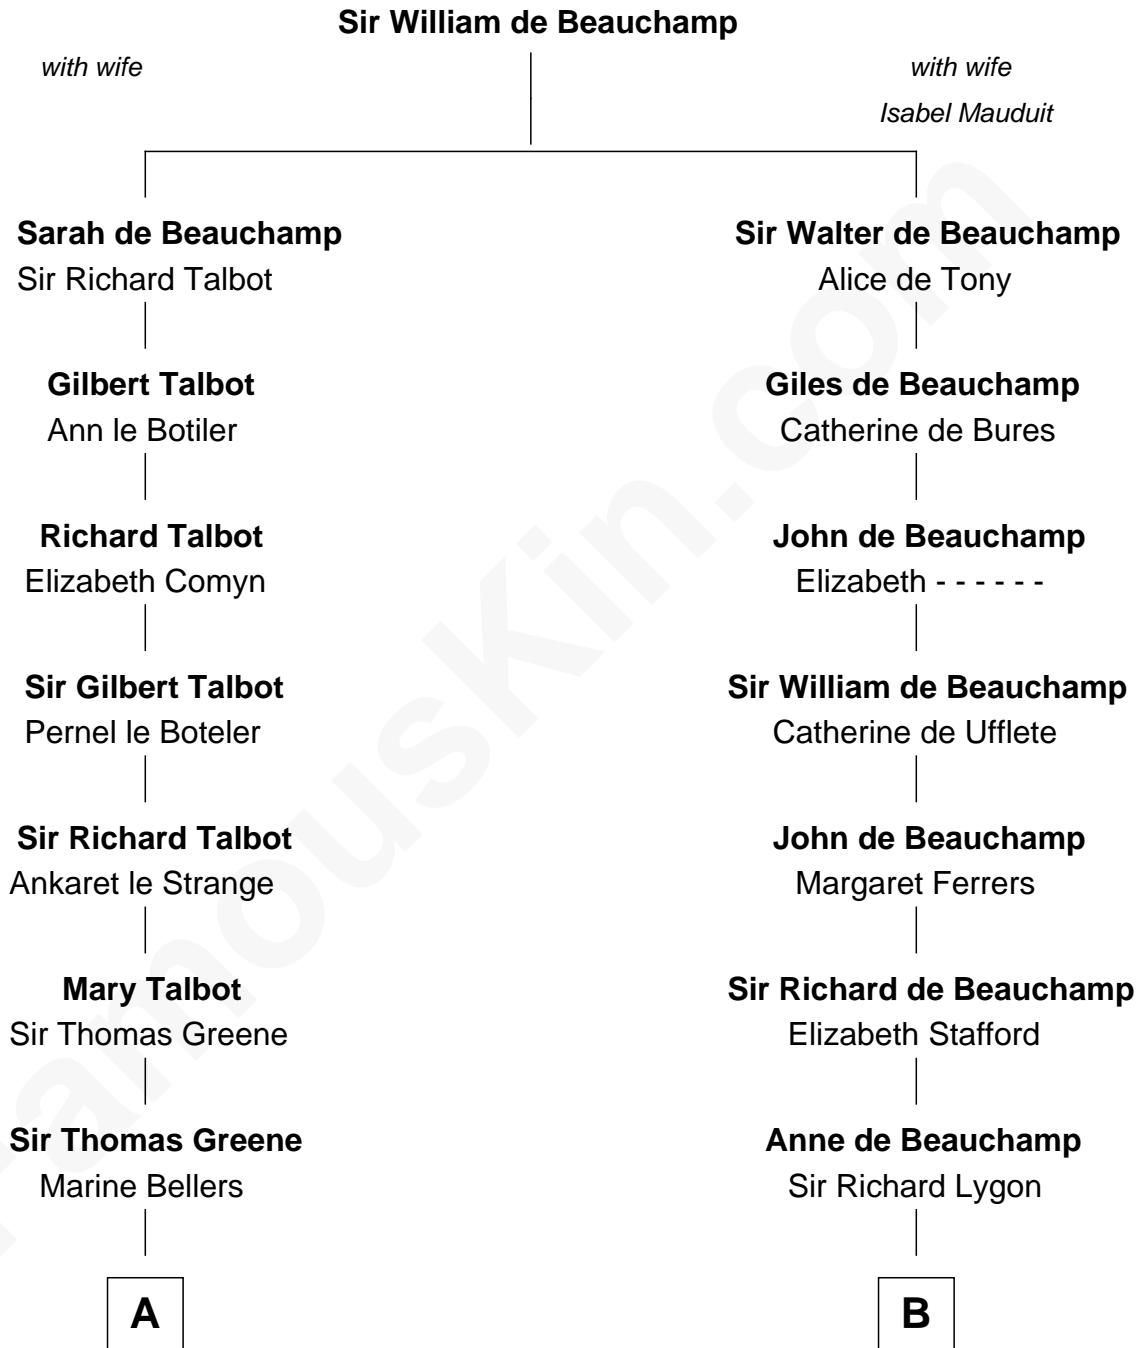 Sir William de Beauchamp
with wife
with wife
Isabel Mauduit
Sarah de Beauchamp
Sir Richard Talbot
Sir Walter de Beauchamp
Alice de Tony
Gilbert Talbot
Ann le Botiler
Giles de Beauchamp
Catherine de Bures
Richard Talbot
Elizabeth Comyn
John de Beauchamp
Elizabeth - - - - - -
Sir Gilbert Talbot
Pernel le Boteler
Sir William de Beauchamp
Catherine de Ufflete
Sir Richard Talbot
Ankaret le Strange
John de Beauchamp
Margaret Ferrers
Mary Talbot
Sir Thomas Greene
Sir Richard de Beauchamp
Elizabeth Stafford
Sir Thomas Greene
Marine Bellers
Anne de Beauchamp
Sir Richard Lygon
A
B
FamousKin.com